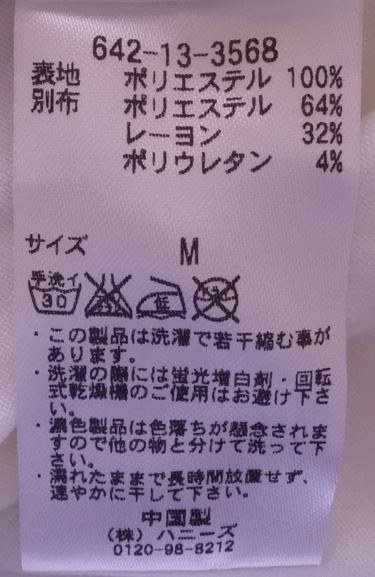 642-13-3568
表地 ポリエステル 100%
別布 ポリエステル 64%
レーヨン 32%
ポリウレタン 4%
サイズ M
手洗イ 30 低
・この製品は洗濯で若干縮む事が
あります。
・洗濯の際には蛍光増白剤・回転
式乾燥機のご使用はお避け下さ
い。
・濃色製品は色落ちが懸念されま
すので他の物と分けて洗って下
さい。
・濡れたままで長時間放置せず、
速やかに干して下さい。
中国製
(株) ハニーズ
0120-98-8212